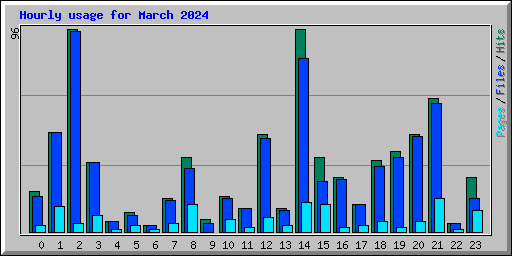 Hourly usage for March 2024
96
Pages/Files/Hits
0 1 2 3 4 5 6 7 8 9 10 11 12 13 14 15 16 17 18 19 20 21 22 23